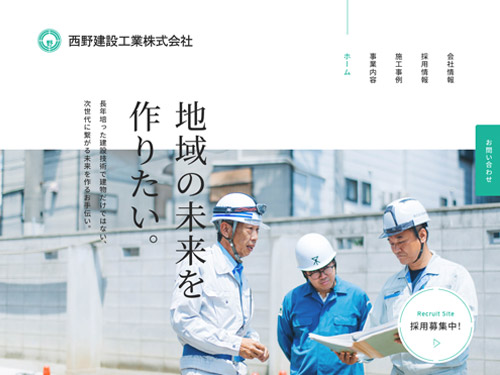 西野建設工業株式会社
ホーム
事業内容
施工事例
採用情報
会社情報
お問い合わせ
地域の未来を
作りたい。
長年培った建設技術で建物だけではない、
次世代に繋がる未来を作るお手伝い。
Recruit Site
採用募集中!